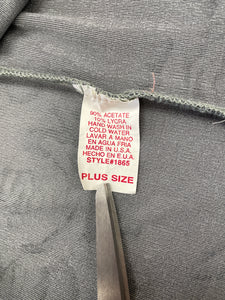 90% ACETATE
10% LYCRA
HAND WASH IN
COLD WATER
LAVAR A MANO
EN AGUA FRIA
MADE IN U.S.A.
HECHO EN E.U.A.
STYLE#1865
PLUS SIZE